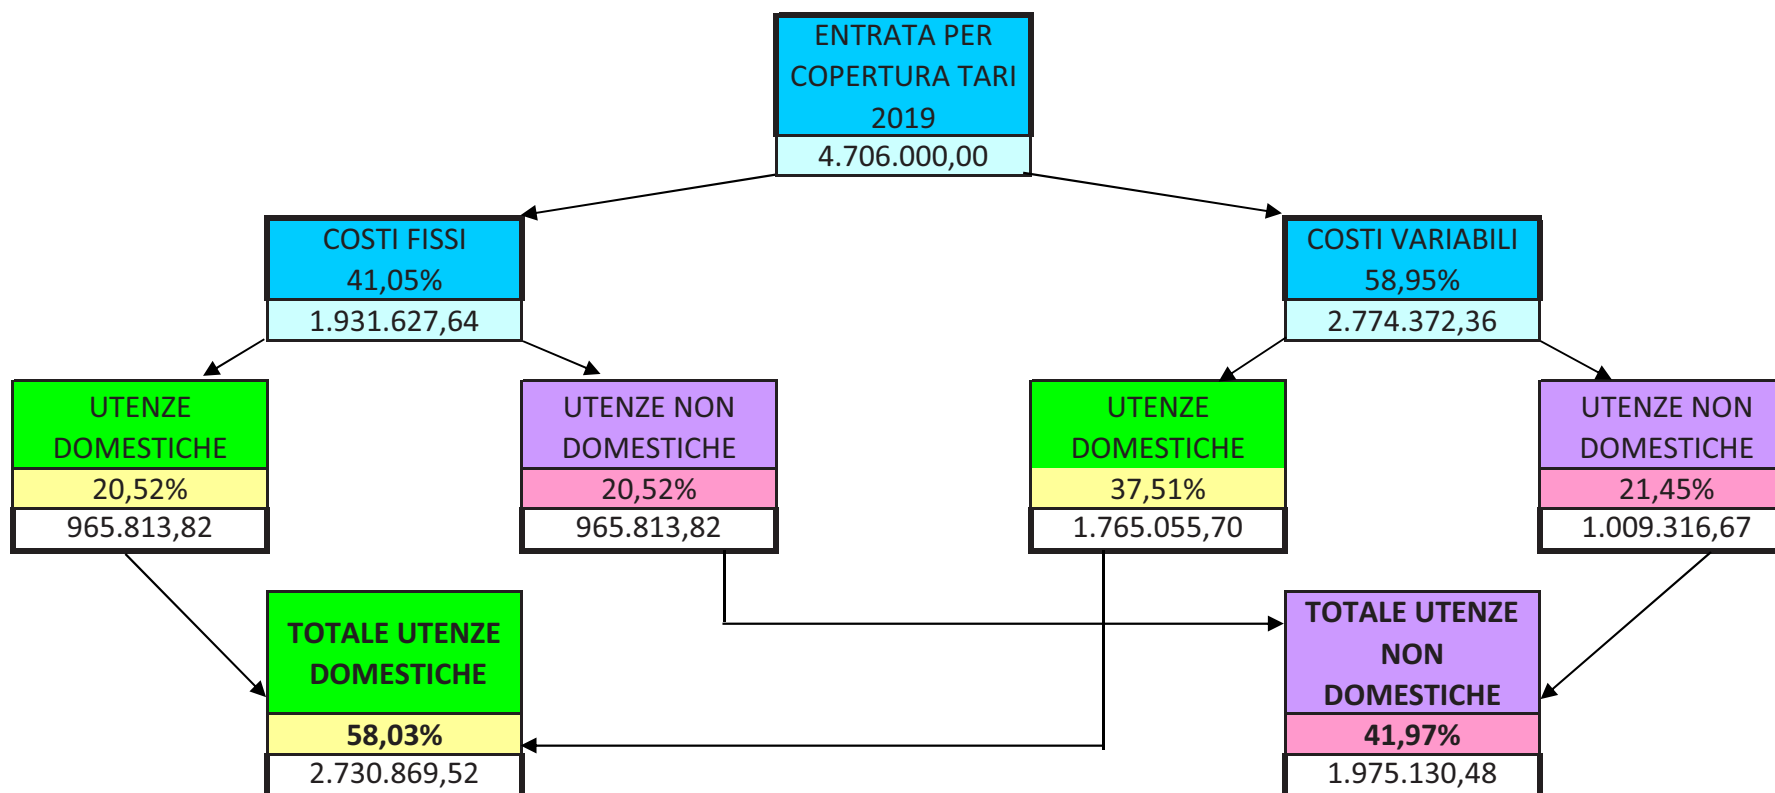 ENTRATA PER
COPERTURA TARI
2019
4.706.000,00
COSTI FISSI
41,05%
1.931.627,64
COSTI VARIABILI
58,95%
2.774.372,36
UTENZE
DOMESTICHE
20,52%
965.813,82
UTENZE NON
DOMESTICHE
20,52%
965.813,82
UTENZE
DOMESTICHE
37,51%
1.765.055,70
UTENZE NON
DOMESTICHE
21,45%
1.009.316,67
TOTALE UTENZE
DOMESTICHE
58,03%
2.730.869,52
TOTALE UTENZE
NON
DOMESTICHE
41,97%
1.975.130,48